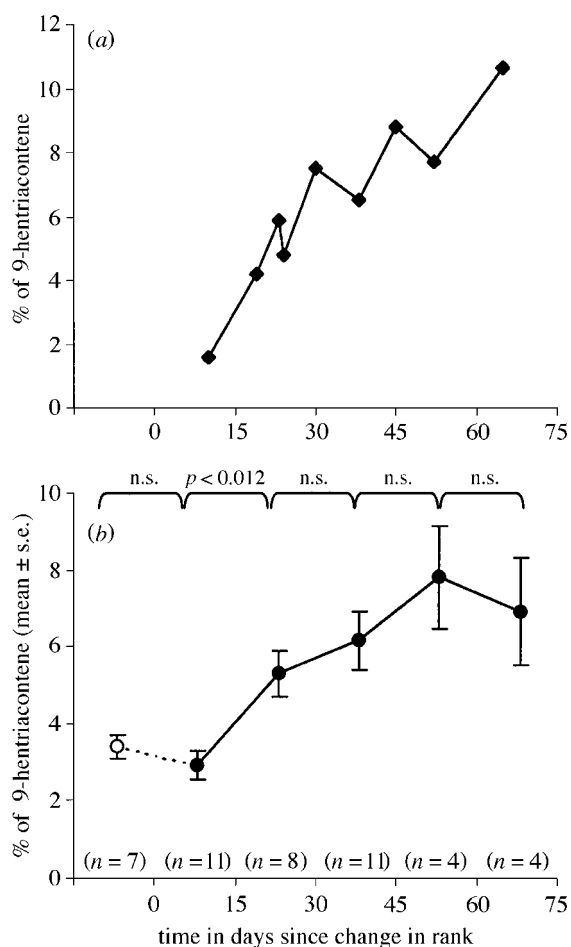 12
(a)
10
8
6
4
2
0
% of 9-hentriacontene
0 15 30 45 60 75
n.s. p < 0.012 n.s. n.s. n.s.
10
(b)
8
6
4
2
0
% of 9-hentriacontene (mean ± s.e.)
(n = 7) (n = 11) (n = 8) (n = 11) (n = 4) (n = 4)
0 15 30 45 60 75
time in days since change in rank